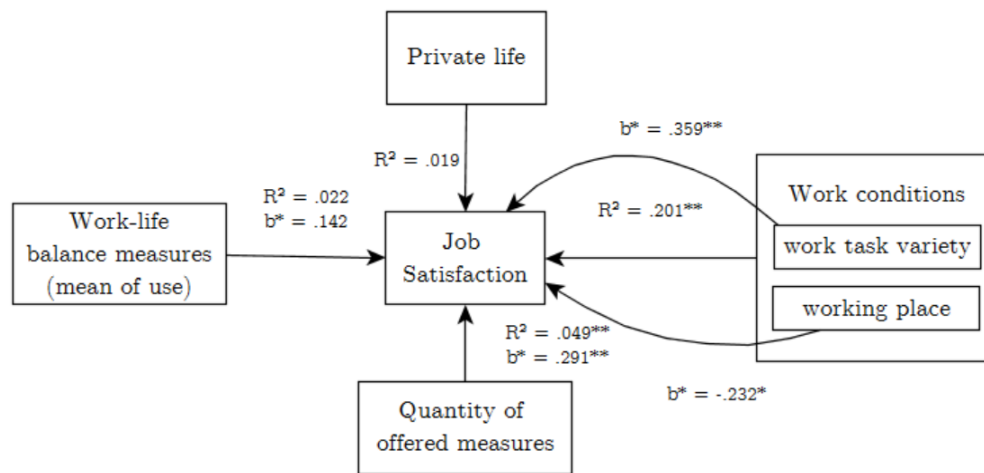 Private life
b* = .359**
R² = .019
Work conditions
R² = .022
b* = .142
R² = .201**
Work-life
balance measures
(mean of use)
Job
Satisfaction
work task variety
working place
R² = .049**
b* = .291**
b* = -.232*
Quantity of
offered measures